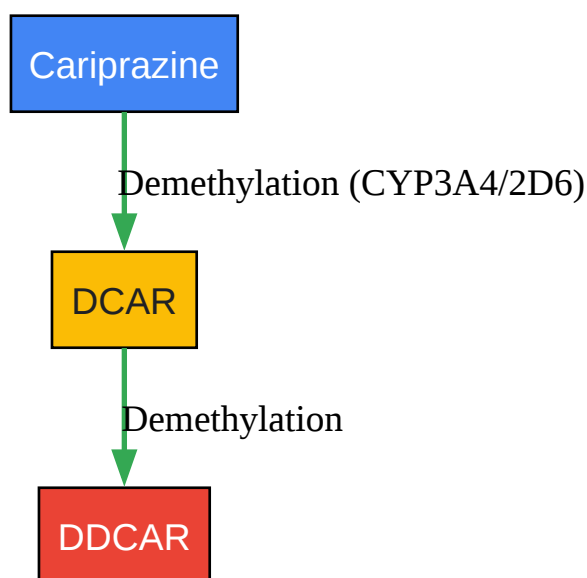 Cariprazine
Demethylation (CYP3A4/2D6)
DCAR
Demethylation
DDCAR